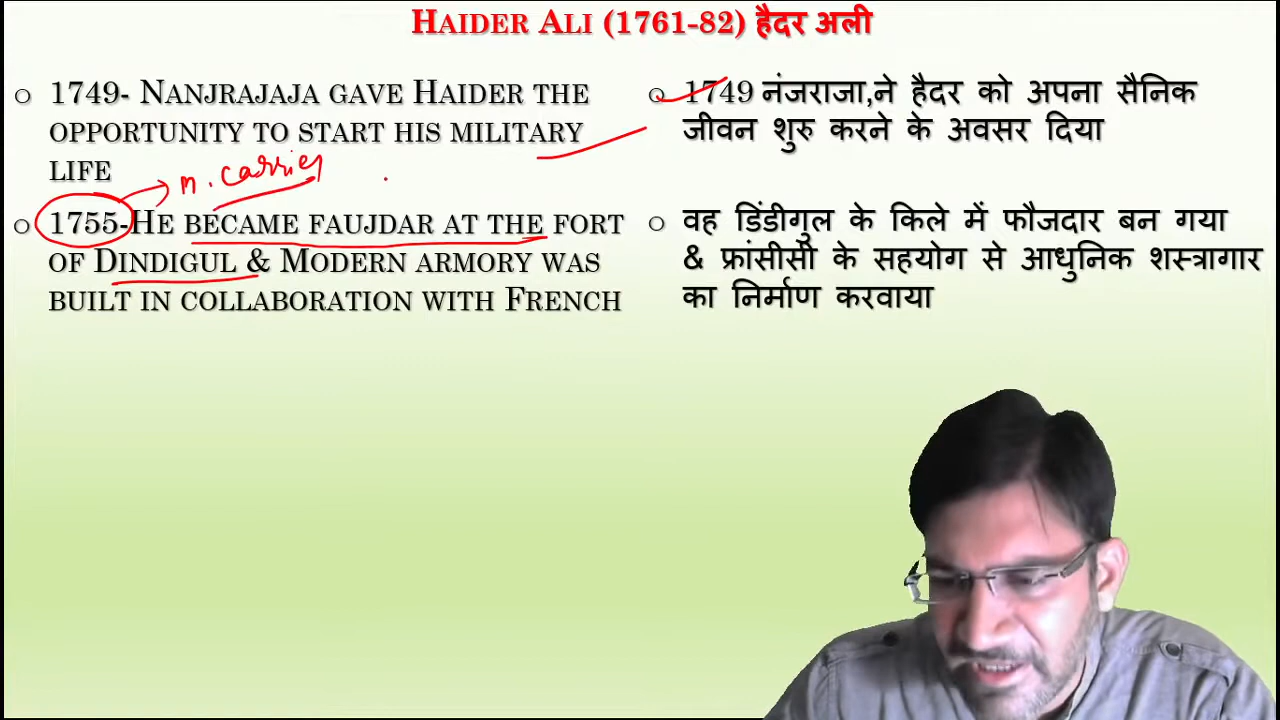 HAIDER ALI (1761-82) हैदर अली
1749- NANJRAJAJA GAVE HAIDER THE
OPPORTUNITY TO START HIS MILITARY
LIFE
m. carrier
1755-HE BECAME FAUJDAR AT THE FORT
OF DINDIGUL & MODERN ARMORY WAS
BUILT IN COLLABORATION WITH FRENCH
1749 नंजराजा,ने हैदर को अपना सैनिक
जीवन शुरु करने के अवसर दिया
वह डिंडीगुल के किले में फौजदार बन गया
& फ्रांसीसी के सहयोग से आधुनिक शस्त्रागार
का निर्माण करवाया